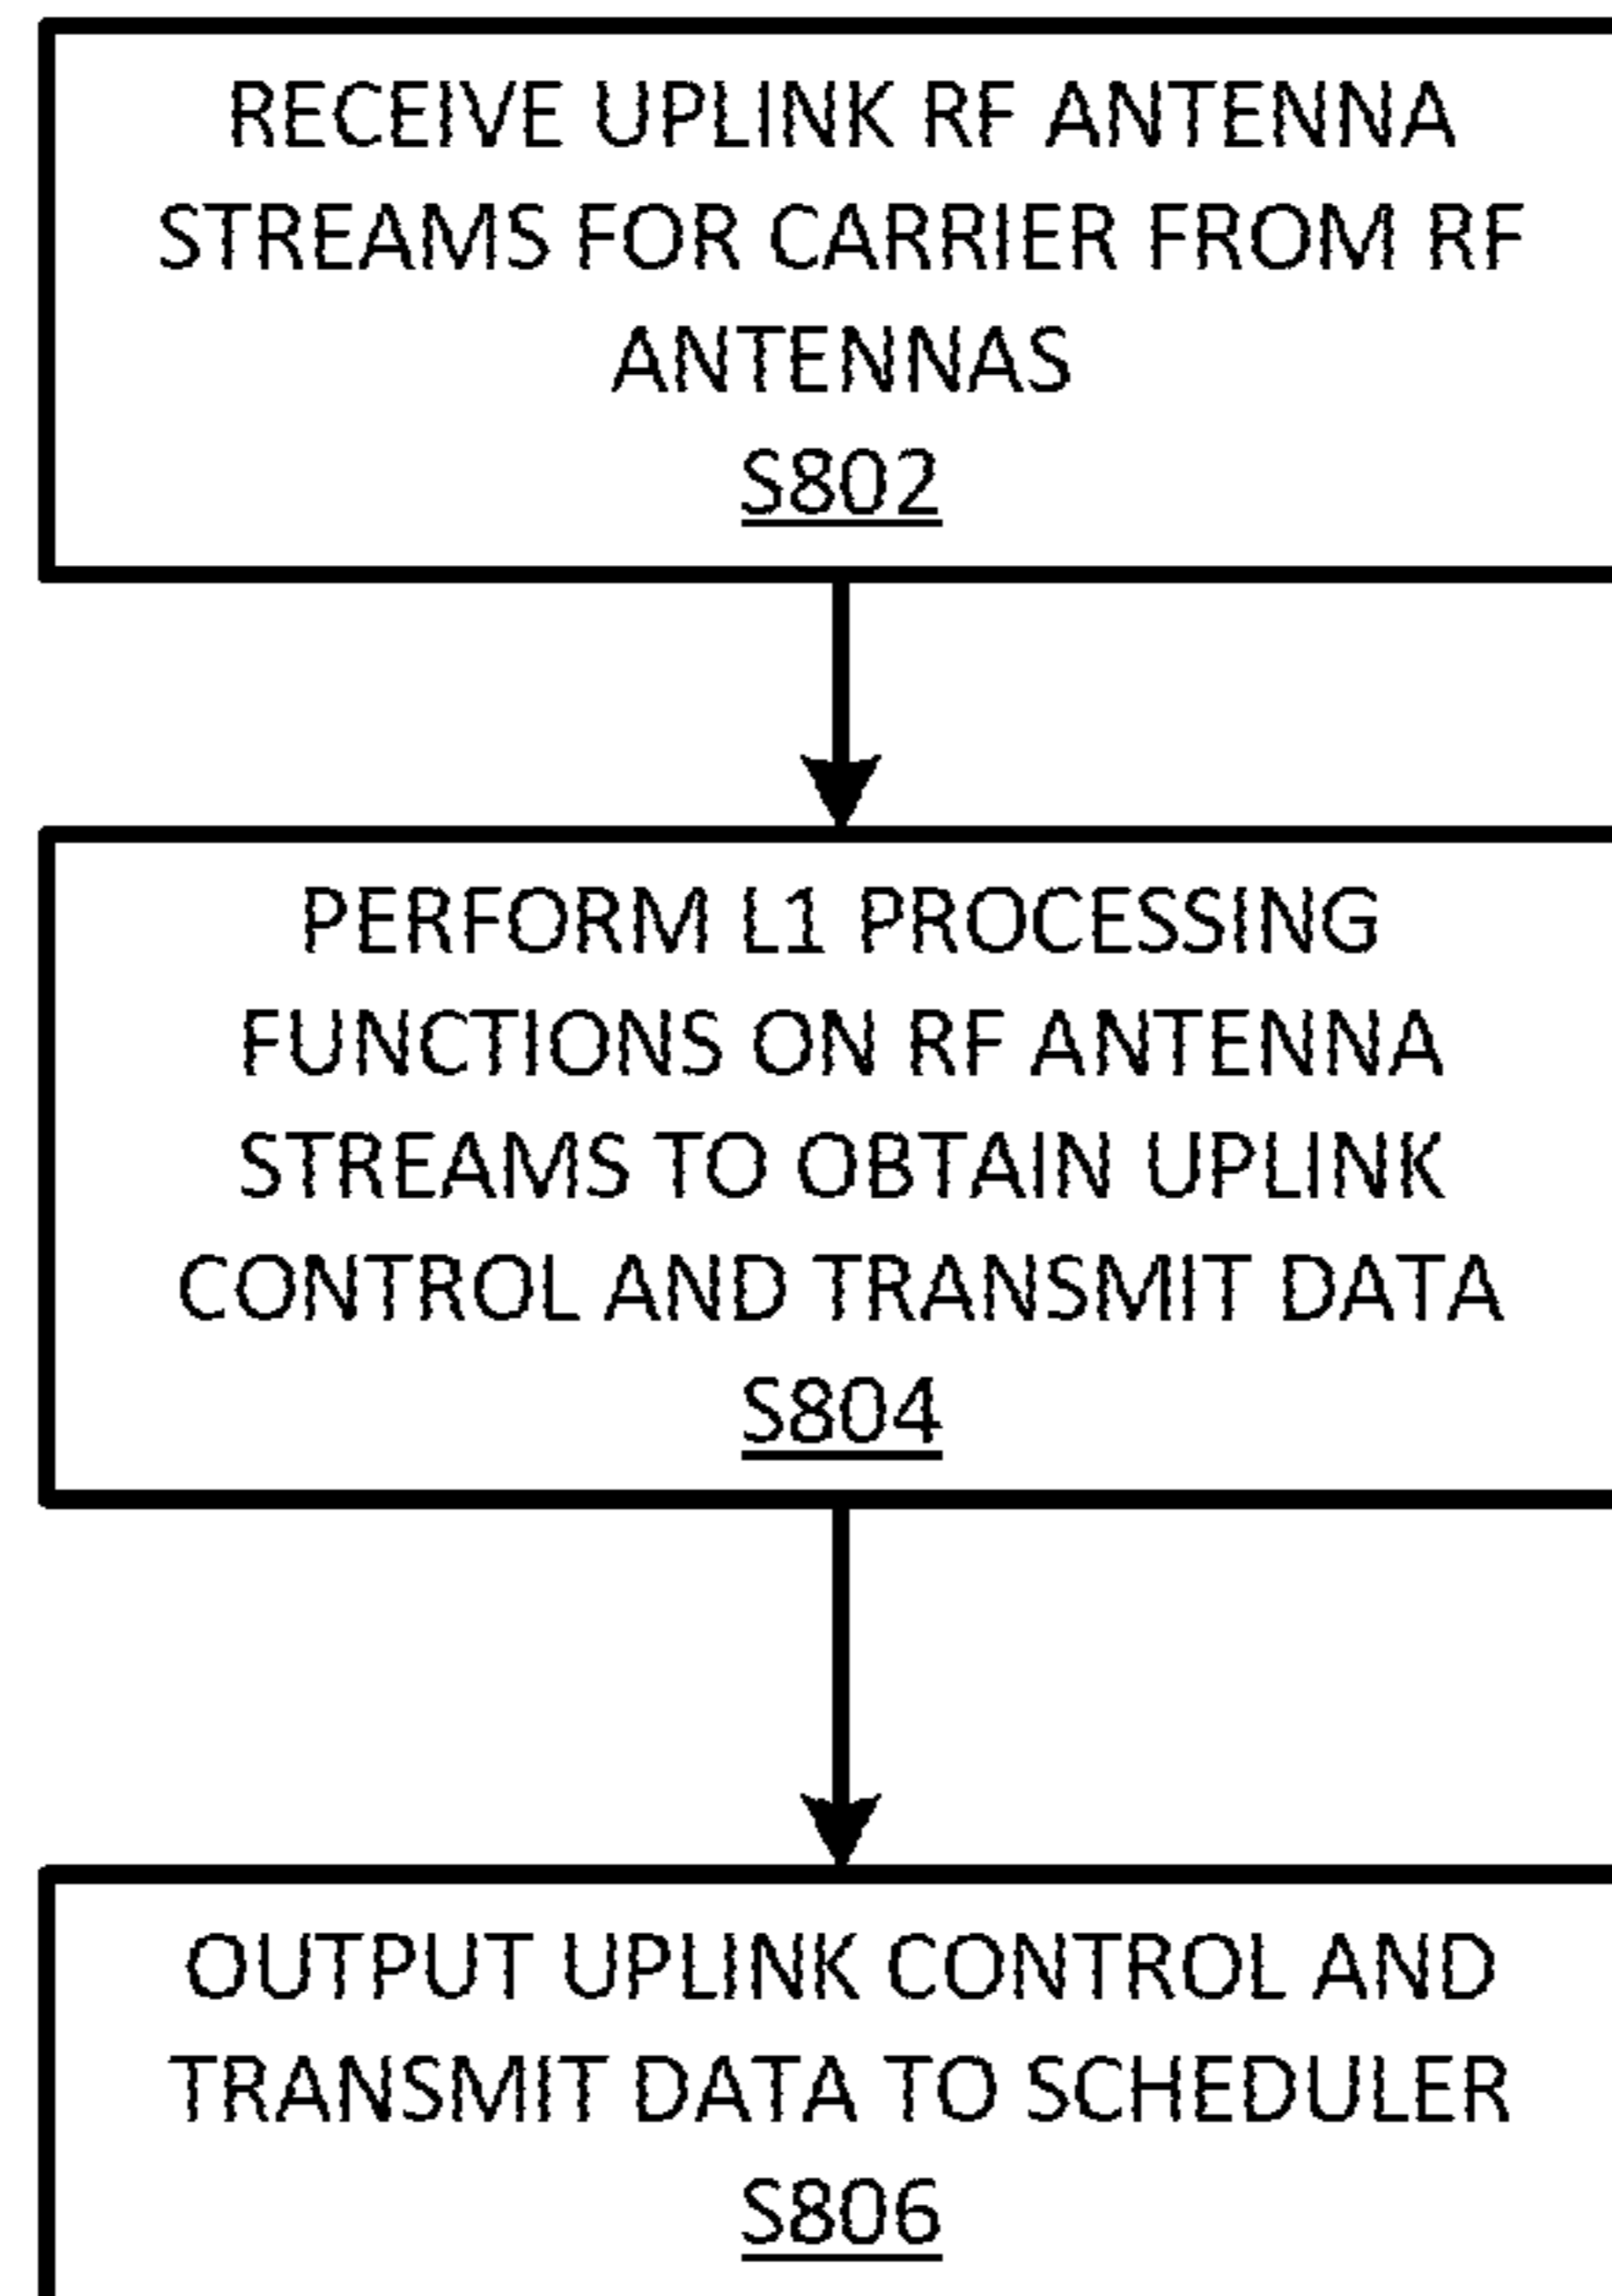 RECEIVE UPLINK RF ANTENNA
STREAMS FOR CARRIER FROM RF
ANTENNAS
S802
PERFORM L1 PROCESSING
FUNCTIONS ON RF ANTENNA
STREAMS TO OBTAIN UPLINK
CONTROL AND TRANSMIT DATA
S804
OUTPUT UPLINK CONTROL AND
TRANSMIT DATA TO SCHEDULER
S806